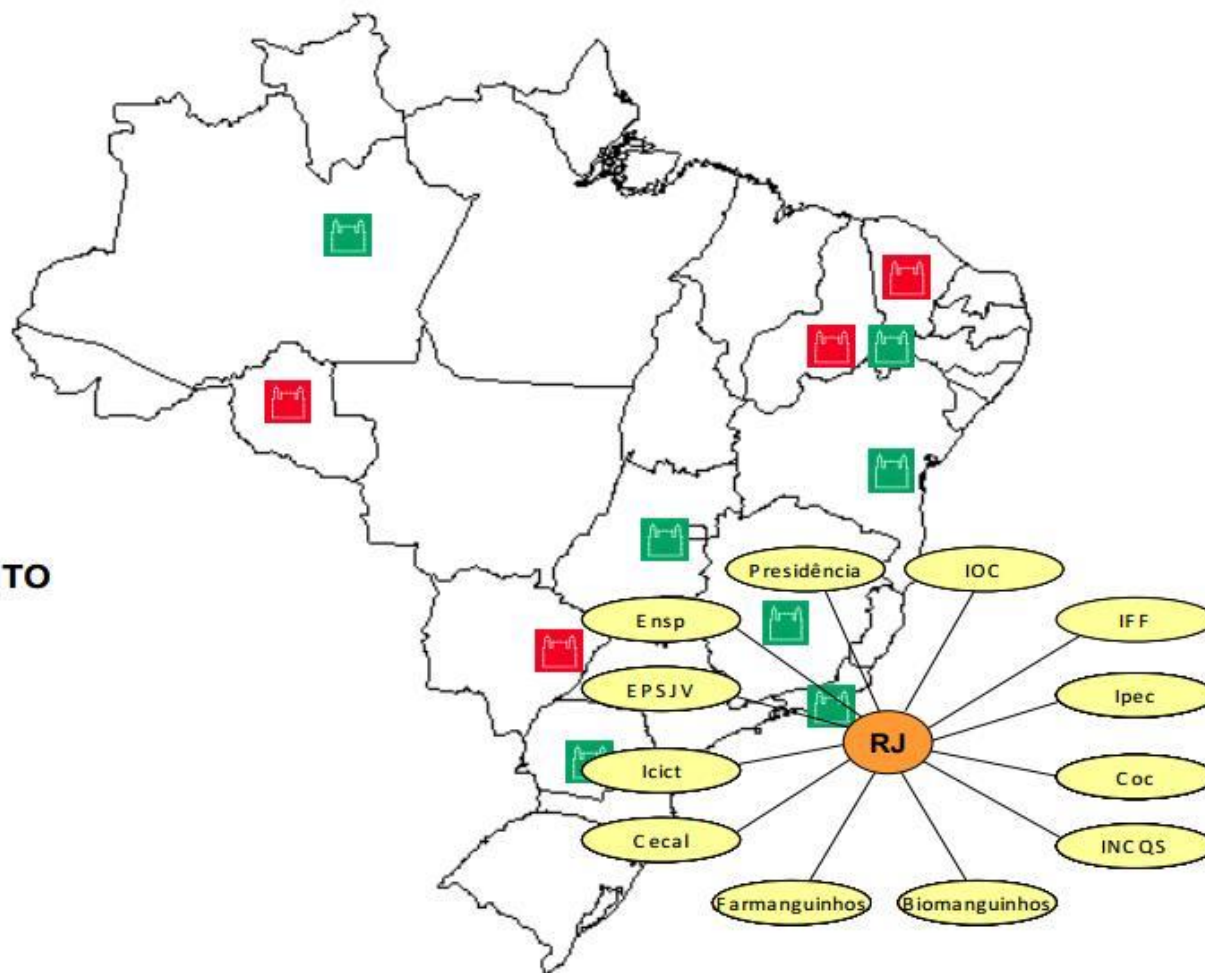 TO
Presidência
IOC
Ensp
IFF
EPSJV
Ipec
RJ
Icict
Coc
Cecal
INCQS
Farmanguinhos
Biomanguinhos